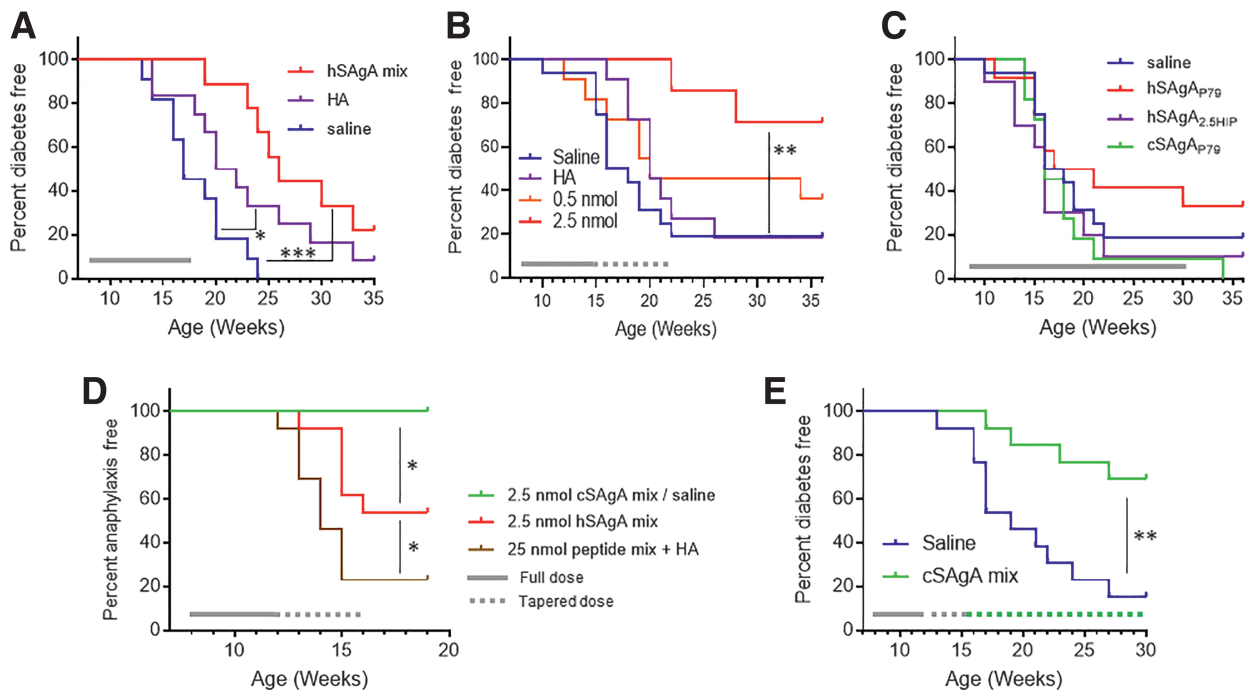 A
Percent diabetes free
100
80
60
40
20
0
hSAgA mix
HA
saline
*
***
10 15 20 25 30 35
Age (Weeks)
B
Percent diabetes free
100
80
60
40
20
0
Saline
HA
0.5 nmol
2.5 nmol
**
10 15 20 25 30 35
Age (Weeks)
C
Percent diabetes free
100
80
60
40
20
0
saline
hSAgAP79
hSAgA2.5HIP
cSAgAP79
10 15 20 25 30 35
Age (Weeks)
D
Percent anaphylaxis free
100
80
60
40
20
0
*
*
10 15 20
Age (Weeks)
2.5 nmol cSAgA mix / saline
2.5 nmol hSAgA mix
25 nmol peptide mix + HA
Full dose
Tapered dose
E
Percent diabetes free
100
80
60
40
20
0
Saline
cSAgA mix
**
10 15 20 25 30
Age (Weeks)